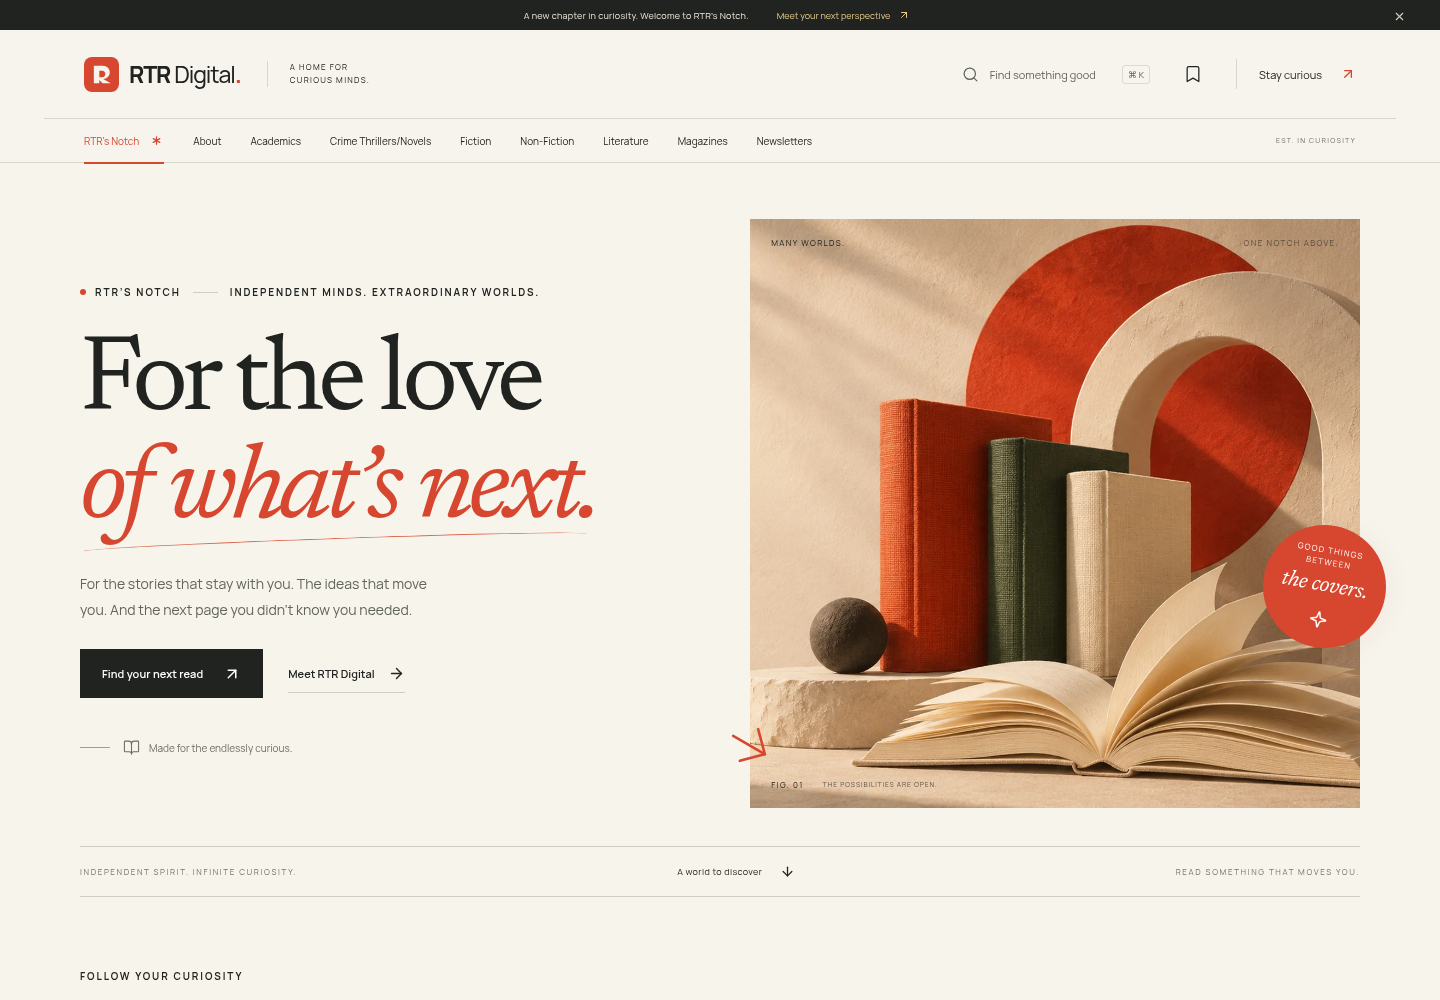 A new chapter in curiosity. Welcome to RTR's Notch. Meet your next perspective
R RTR Digital.
A HOME FOR
CURIOUS MINDS.
Find something good ⌘ K
Stay curious
RTR's Notch About Academics Crime Thrillers/Novels Fiction Non-Fiction Literature Magazines Newsletters
EST. IN CURIOSITY
RTR'S NOTCH INDEPENDENT MINDS. EXTRAORDINARY WORLDS.
For the love
of what's next.
For the stories that stay with you. The ideas that move
you. And the next page you didn't know you needed.
Find your next read Meet RTR Digital
Made for the endlessly curious.
MANY WORLDS. ONE NOTCH ABOVE.
GOOD THINGS
BETWEEN
the covers.
FIG. 01 THE POSSIBILITIES ARE OPEN.
INDEPENDENT SPIRIT. INFINITE CURIOSITY. A world to discover READ SOMETHING THAT MOVES YOU.
FOLLOW YOUR CURIOSITY